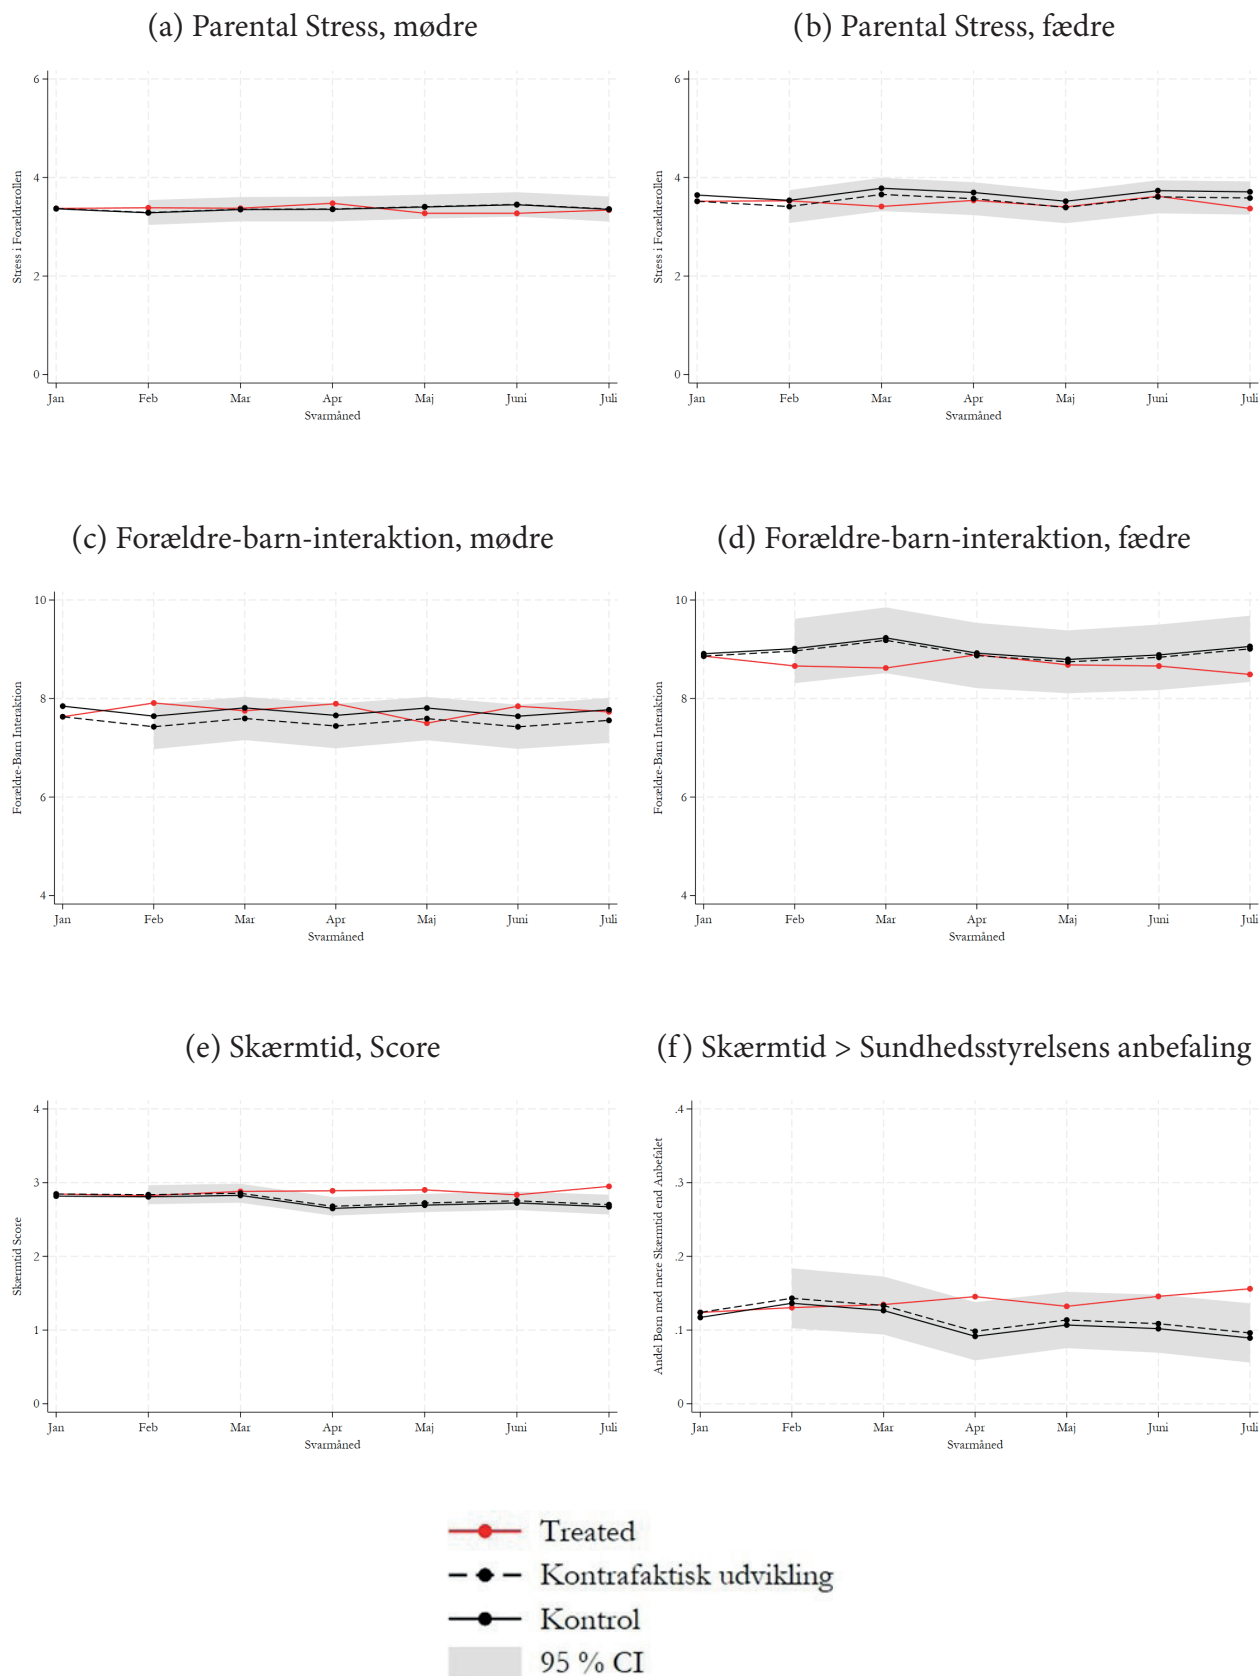 (a) Parental Stress, mødre
6
4
2
0
Stress i Forældrerollen
Jan Feb Mar Apr Maj Juni Juli
Svarmåned
(b) Parental Stress, fædre
6
4
2
0
Stress i Forældrerollen
Jan Feb Mar Apr Maj Juni Juli
Svarmåned
(c) Forældre-barn-interaktion, mødre
10
8
6
4
Forældre-Barn Interaktion
Jan Feb Mar Apr Maj Juni Juli
Svarmåned
(d) Forældre-barn-interaktion, fædre
10
8
6
4
Forældre-Barn Interaktion
Jan Feb Mar Apr Maj Juni Juli
Svarmåned
(e) Skærmtid, Score
4
3
2
1
0
Skærmtid Score
Jan Feb Mar Apr Maj Juni Juli
Svarmåned
(f) Skærmtid > Sundhedsstyrelsens anbefaling
.4
.3
.2
.1
0
Andel Børn med mere Skærmtid end Anbefalet
Jan Feb Mar Apr Maj Juni Juli
Svarmåned
Treated
Kontrafaktisk udvikling
Kontrol
95 % CI